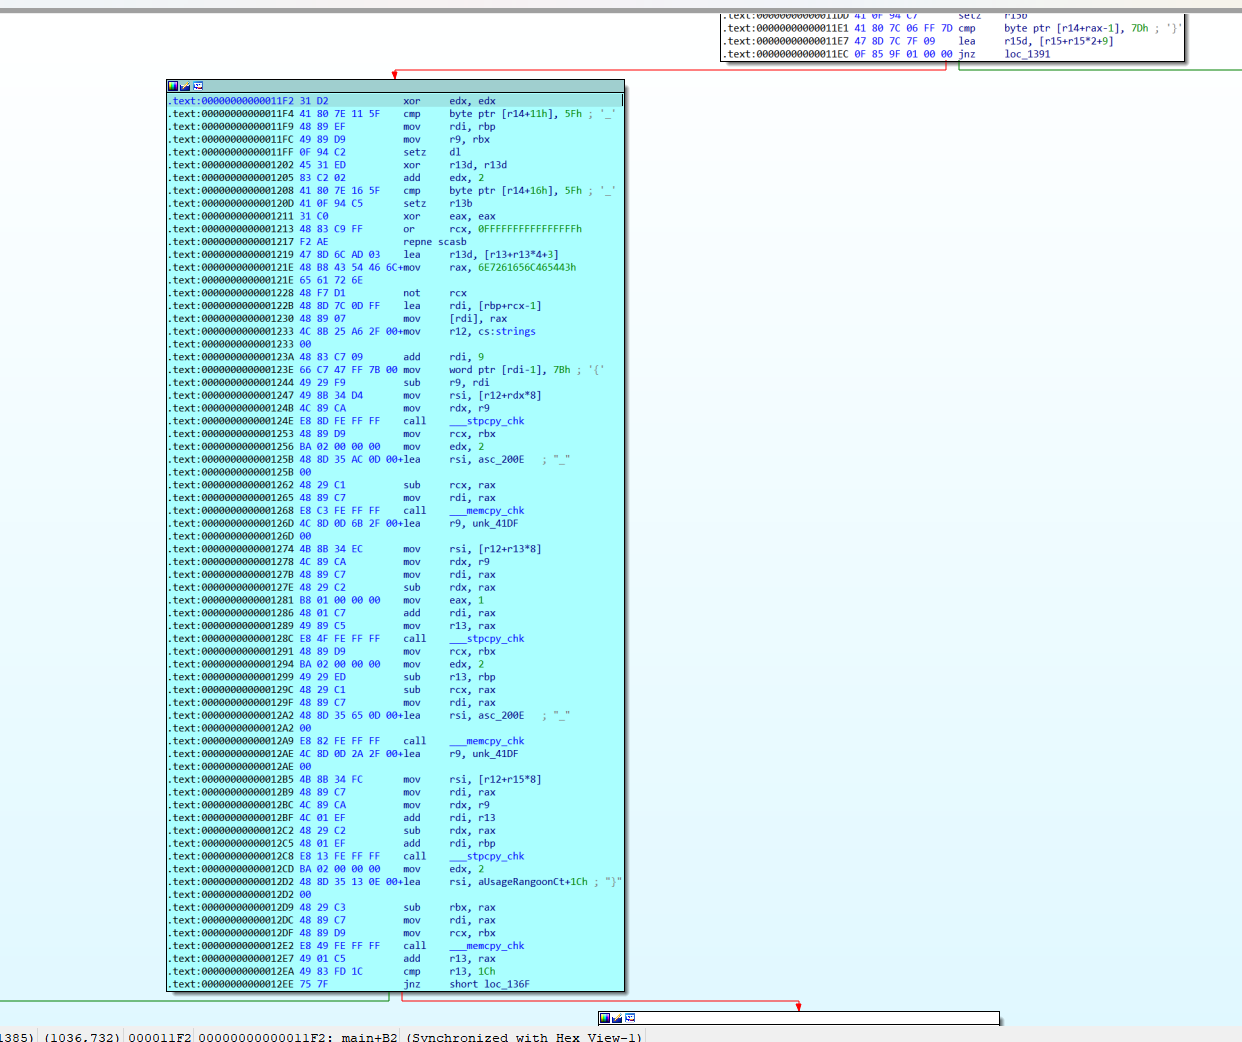 .text:00000000000011DD 41 0F 94 C7 setz r15b
.text:00000000000011E1 41 80 7C 06 FF 7D cmp byte ptr [r14+rax-1], 7Dh ; '}'
.text:00000000000011E7 47 8D 7C 7F 09 lea r15d, [r15+r15*2+9]
.text:00000000000011EC 0F 85 9F 01 00 00 jnz loc_1391
.text:00000000000011F2 31 D2 xor edx, edx
.text:00000000000011F4 41 80 7E 11 5F cmp byte ptr [r14+11h], 5Fh ; '_'
.text:00000000000011F9 48 89 EF mov rdi, rbp
.text:00000000000011FC 49 89 D9 mov r9, rbx
.text:00000000000011FF 0F 94 C2 setz dl
.text:0000000000001202 45 31 ED xor r13d, r13d
.text:0000000000001205 83 C2 02 add edx, 2
.text:0000000000001208 41 80 7E 16 5F cmp byte ptr [r14+16h], 5Fh ; '_'
.text:000000000000120D 41 0F 94 C5 setz r13b
.text:0000000000001211 31 C0 xor eax, eax
.text:0000000000001213 48 83 C9 FF or rcx, 0FFFFFFFFFFFFFFFFh
.text:0000000000001217 F2 AE repne scasb
.text:0000000000001219 47 8D 6C AD 03 lea r13d, [r13+r13*4+3]
.text:000000000000121E 48 B8 43 54 46 6C+mov rax, 6E7261656C465443h
.text:000000000000121E 65 61 72 6E
.text:0000000000001228 48 F7 D1 not rcx
.text:000000000000122B 48 8D 7C 0D FF lea rdi, [rbp+rcx-1]
.text:0000000000001230 48 89 07 mov [rdi], rax
.text:0000000000001233 4C 8B 25 A6 2F 00+mov r12, cs:strings
.text:0000000000001233 00
.text:000000000000123A 48 83 C7 09 add rdi, 9
.text:000000000000123E 66 C7 47 FF 7B 00 mov word ptr [rdi-1], 7Bh ; '{'
.text:0000000000001244 49 29 F9 sub r9, rdi
.text:0000000000001247 49 8B 34 D4 mov rsi, [r12+rdx*8]
.text:000000000000124B 4C 89 CA mov rdx, r9
.text:000000000000124E E8 8D FE FF FF call ___stpcpy_chk
.text:0000000000001253 48 89 D9 mov rcx, rbx
.text:0000000000001256 BA 02 00 00 00 mov edx, 2
.text:000000000000125B 48 8D 35 AC 0D 00+lea rsi, asc_200E ; "_"
.text:000000000000125B 00
.text:0000000000001262 48 29 C1 sub rcx, rax
.text:0000000000001265 48 89 C7 mov rdi, rax
.text:0000000000001268 E8 C3 FE FF FF call ___memcpy_chk
.text:000000000000126D 4C 8D 0D 6B 2F 00+lea r9, unk_41DF
.text:000000000000126D 00
.text:0000000000001274 4B 8B 34 EC mov rsi, [r12+r13*8]
.text:0000000000001278 4C 89 CA mov rdx, r9
.text:000000000000127B 48 89 C7 mov rdi, rax
.text:000000000000127E 48 29 C2 sub rdx, rax
.text:0000000000001281 B8 01 00 00 00 mov eax, 1
.text:0000000000001286 48 01 C7 add rdi, rax
.text:0000000000001289 49 89 C5 mov r13, rax
.text:000000000000128C E8 4F FE FF FF call ___stpcpy_chk
.text:0000000000001291 48 89 D9 mov rcx, rbx
.text:0000000000001294 BA 02 00 00 00 mov edx, 2
.text:0000000000001299 49 29 ED sub r13, rbp
.text:000000000000129C 48 29 C1 sub rcx, rax
.text:000000000000129F 48 89 C7 mov rdi, rax
.text:00000000000012A2 48 8D 35 65 0D 00+lea rsi, asc_200E ; "_"
.text:00000000000012A2 00
.text:00000000000012A9 E8 82 FE FF FF call ___memcpy_chk
.text:00000000000012AE 4C 8D 0D 2A 2F 00+lea r9, unk_41DF
.text:00000000000012AE 00
.text:00000000000012B5 4B 8B 34 FC mov rsi, [r12+r15*8]
.text:00000000000012B9 48 89 C7 mov rdi, rax
.text:00000000000012BC 4C 89 CA mov rdx, r9
.text:00000000000012BF 4C 01 EF add rdi, r13
.text:00000000000012C2 48 29 C2 sub rdx, rax
.text:00000000000012C5 48 01 EF add rdi, rbp
.text:00000000000012C8 E8 13 FE FF FF call ___stpcpy_chk
.text:00000000000012CD BA 02 00 00 00 mov edx, 2
.text:00000000000012D2 48 8D 35 13 0E 00+lea rsi, aUsageRangoonCt+1Ch ; "}"
.text:00000000000012D2 00
.text:00000000000012D9 48 29 C3 sub rbx, rax
.text:00000000000012DC 48 89 C7 mov rdi, rax
.text:00000000000012DF 48 89 D9 mov rcx, rbx
.text:00000000000012E2 E8 49 FE FF FF call ___memcpy_chk
.text:00000000000012E7 49 01 C5 add r13, rax
.text:00000000000012EA 49 83 FD 1C cmp r13, 1Ch
.text:00000000000012EE 75 7F jnz short loc_136F
1385) (1036,732) 000011F2 00000000000011F2: main+B2 (Synchronized with Hex View-1)